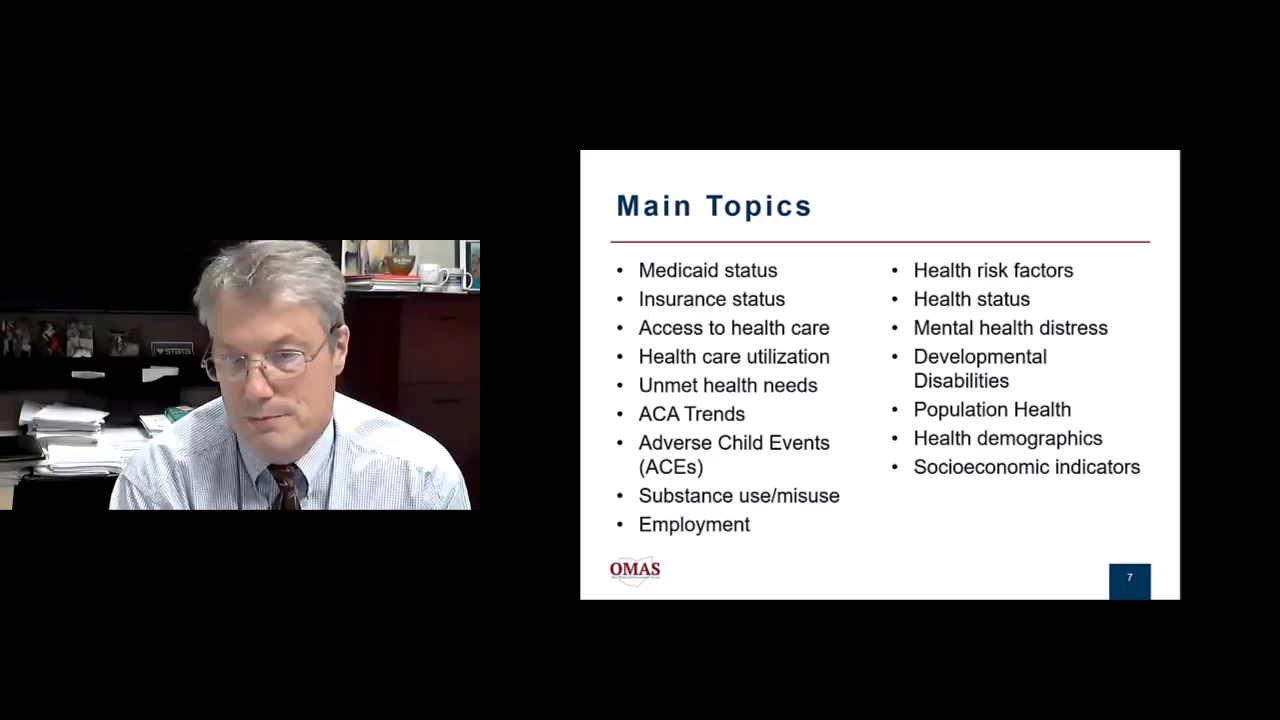 Main Topics
• Medicaid status
• Insurance status
• Access to health care
• Health care utilization
• Unmet health needs
• ACA Trends
• Adverse Child Events
(ACEs)
• Substance use/misuse
• Employment
• Health risk factors
• Health status
• Mental health distress
• Developmental
Disabilities
• Population Health
• Health demographics
• Socioeconomic indicators
OMAS
7
STATA